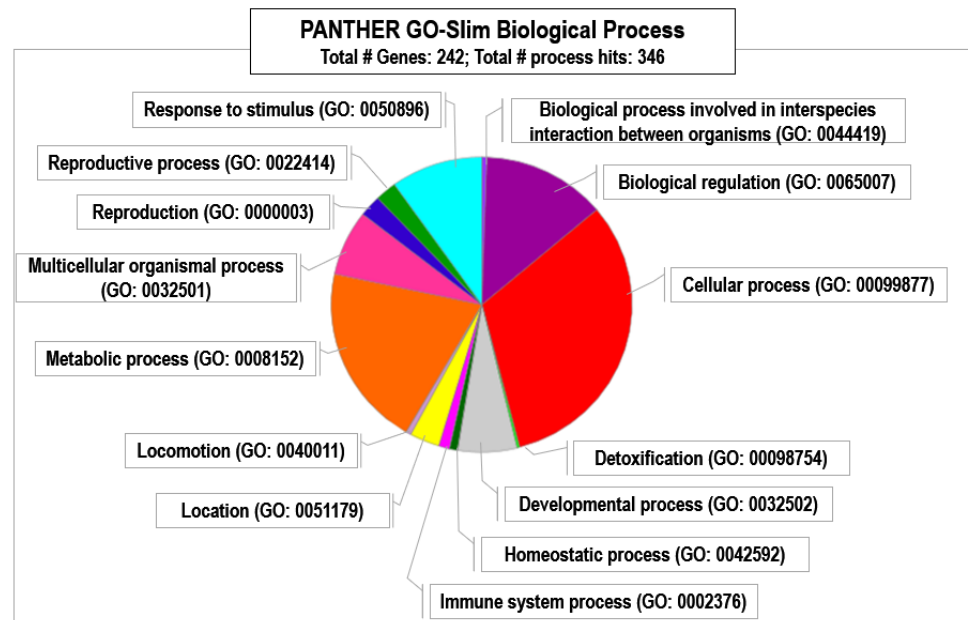 PANTHER GO-Slim Biological Process
Total # Genes: 242; Total # process hits: 346
Response to stimulus (GO: 0050896)
Biological process involved in interspecies
interaction between organisms (GO: 0044419)
Reproductive process (GO: 0022414)
Biological regulation (GO: 0065007)
Reproduction (GO: 0000003)
Multicellular organismal process
(GO: 0032501)
Cellular process (GO: 00099877)
Metabolic process (GO: 0008152)
Locomotion (GO: 0040011)
Detoxification (GO: 00098754)
Location (GO: 0051179)
Developmental process (GO: 0032502)
Homeostatic process (GO: 0042592)
Immune system process (GO: 0002376)